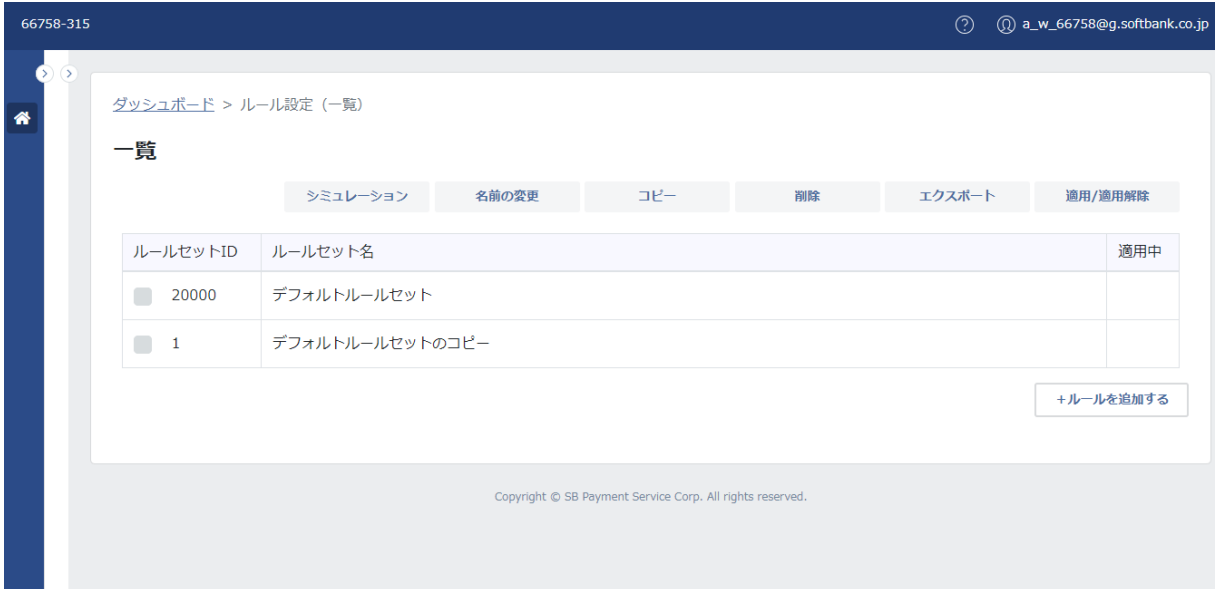 66758-315
a_w_66758@g.softbank.co.jp
ダッシュボード > ルール設定（一覧）
一覧
シミュレーション 名前の変更 コピー 削除 エクスポート 適用/適用解除
ルールセットID ルールセット名 適用中
20000 デフォルトルールセット
1 デフォルトルールセットのコピー
+ルールを追加する
Copyright © SB Payment Service Corp. All rights reserved.